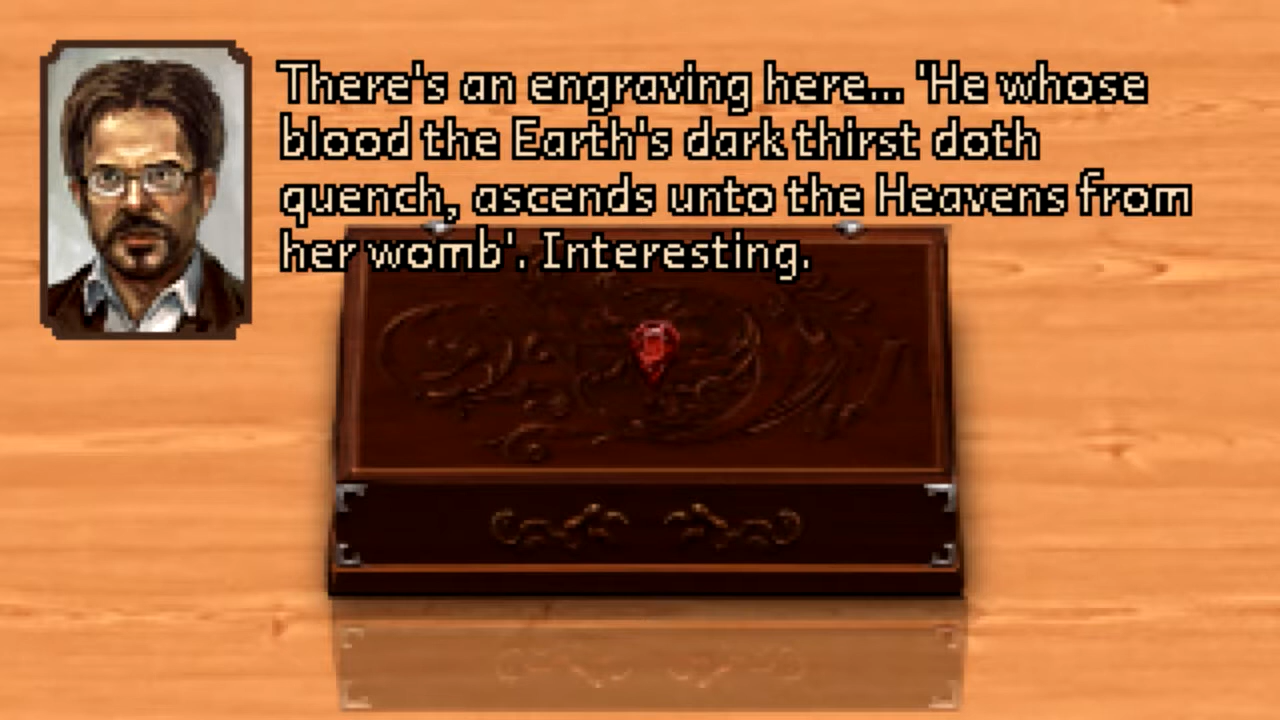 There's an engraving here... 'He whose
blood the Earth's dark thirst doth
quench, ascends unto the Heavens from
her womb'. Interesting.